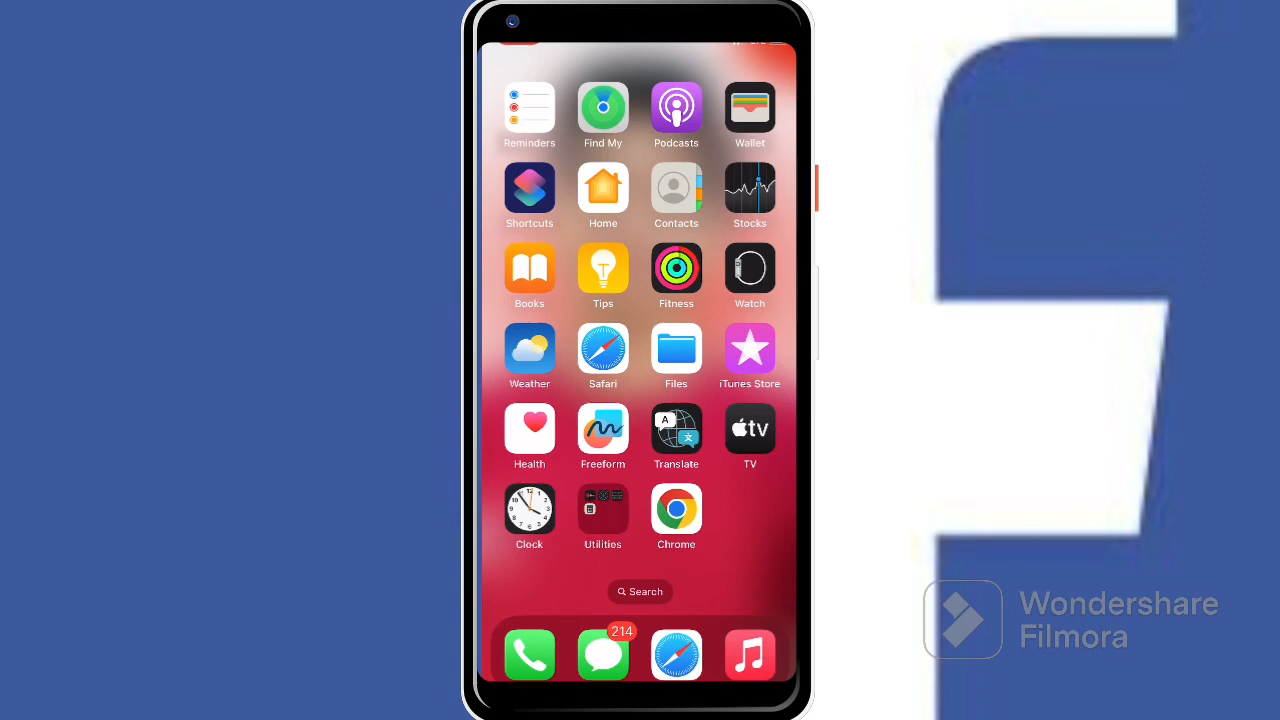 Reminders Find My Podcasts Wallet
Shortcuts Home Contacts Stocks
Books Tips Fitness Watch
Weather Safari Files iTunes Store
Health Freeform Translate tv TV
Clock Utilities Chrome
Search
214
Wondershare
Filmora